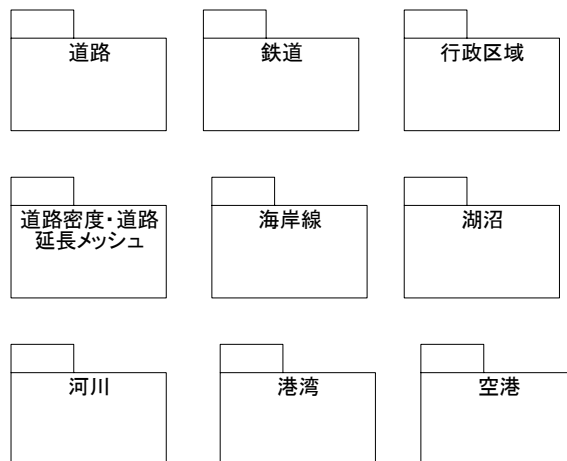 道路
鉄道
行政区域
道路密度・道路
延長メッシュ
海岸線
湖沼
河川
港湾
空港